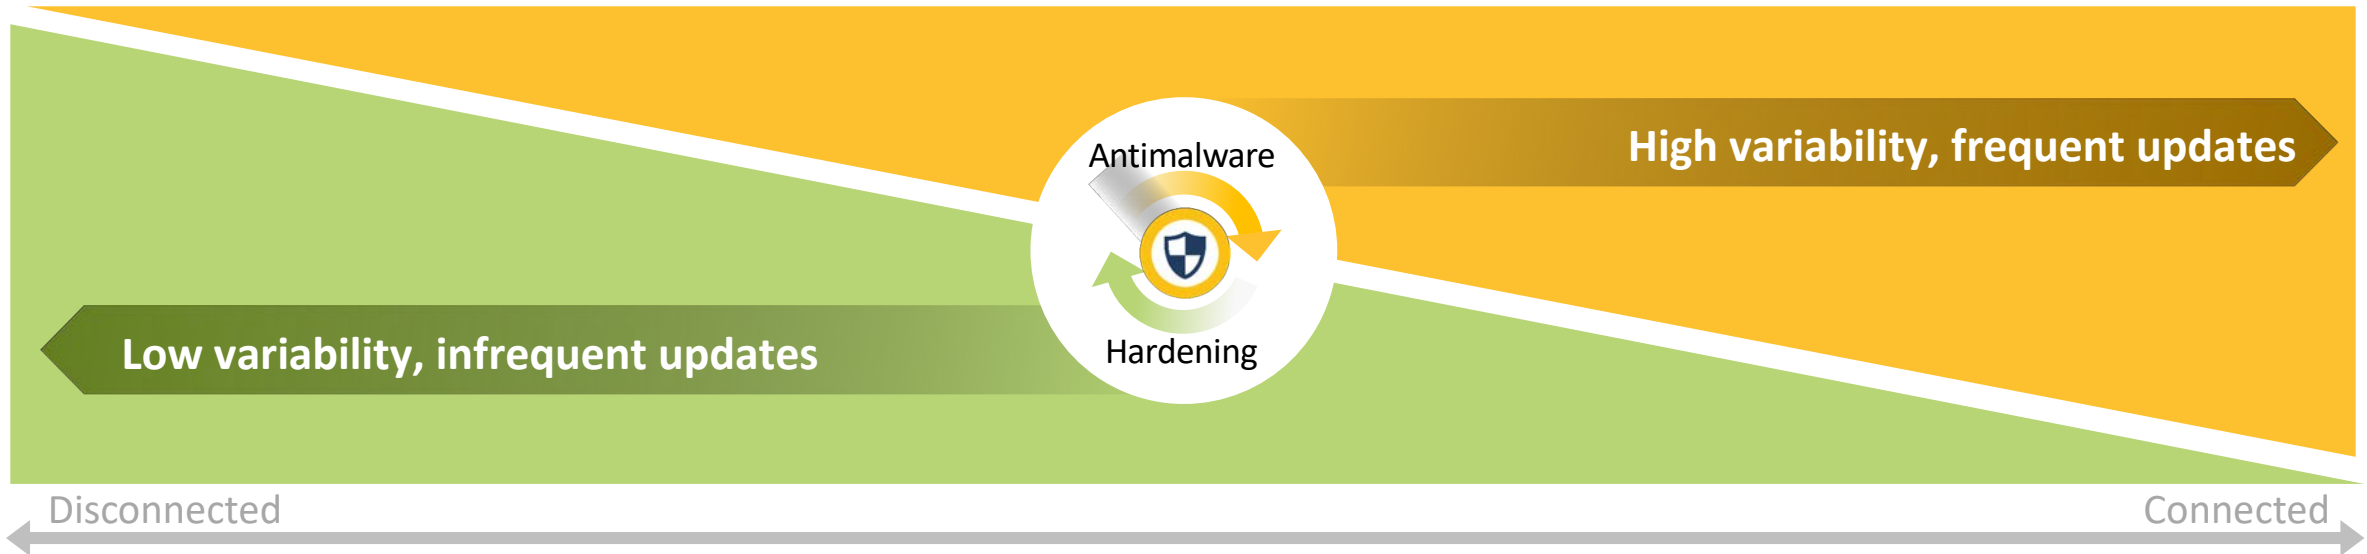 Antimalware
High variability, frequent updates
Low variability, infrequent updates
Hardening
Disconnected
Connected